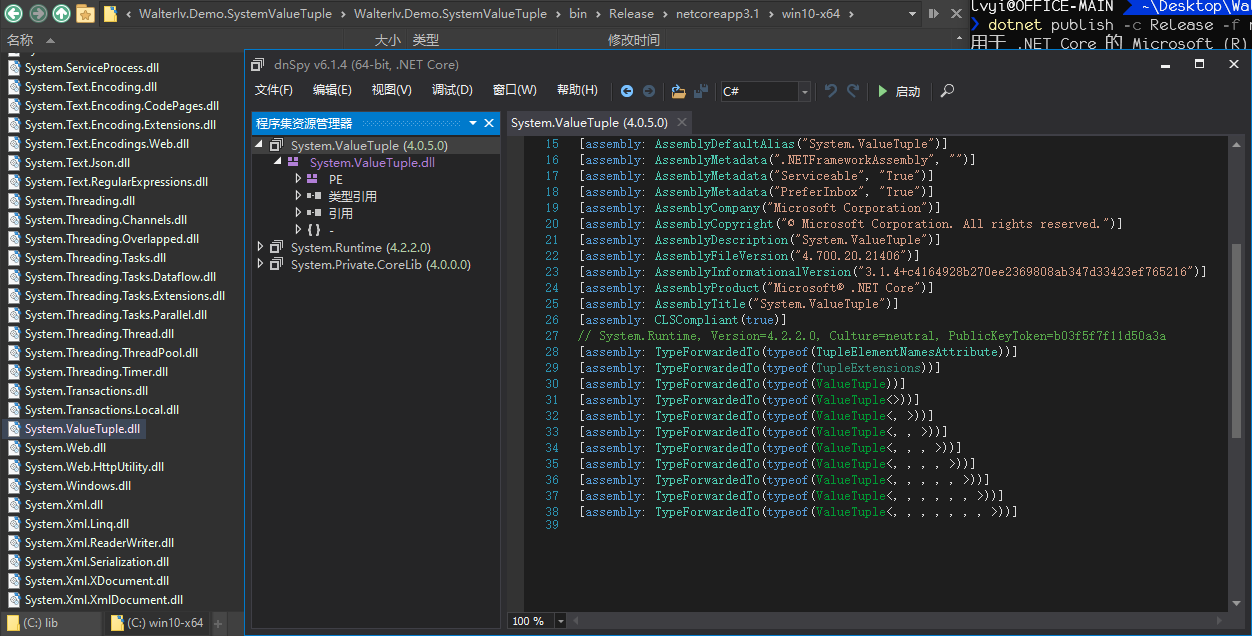 Walterlv.Demo.SystemValueTuple › Walterlv.Demo.SystemValueTuple › bin › Release › netcoreapp3.1 › win10-x64 ›
lvyi@OFFICE-MAIN ~\Desktop\Wal
❯ dotnet publish -c Release -f n
用于 .NET Core 的 Microsoft (R)
名称 大小 类型 修改时间
System.ServiceProcess.dll
System.Text.Encoding.dll
System.Text.Encoding.CodePages.dll
System.Text.Encoding.Extensions.dll
System.Text.Encodings.Web.dll
System.Text.Json.dll
System.Text.RegularExpressions.dll
System.Threading.dll
System.Threading.Channels.dll
System.Threading.Overlapped.dll
System.Threading.Tasks.dll
System.Threading.Tasks.Dataflow.dll
System.Threading.Tasks.Extensions.dll
System.Threading.Tasks.Parallel.dll
System.Threading.Thread.dll
System.Threading.ThreadPool.dll
System.Threading.Timer.dll
System.Transactions.dll
System.Transactions.Local.dll
System.ValueTuple.dll
System.Web.dll
System.Web.HttpUtility.dll
System.Windows.dll
System.Xml.dll
System.Xml.Linq.dll
System.Xml.ReaderWriter.dll
System.Xml.Serialization.dll
System.Xml.XDocument.dll
System.Xml.XmlDocument.dll
(C:) lib
(C:) win10-x64
dnSpy v6.1.4 (64-bit, .NET Core)
文件(F) 编辑(E) 视图(V) 调试(D) 窗口(W) 帮助(H) C# 启动
程序集资源管理器
System.ValueTuple (4.0.5.0)
System.ValueTuple.dll
PE
类型引用
引用
{ } -
System.Runtime (4.2.2.0)
System.Private.CoreLib (4.0.0.0)
System.ValueTuple (4.0.5.0)
15 [assembly: AssemblyDefaultAlias("System.ValueTuple")]
16 [assembly: AssemblyMetadata(".NETFrameworkAssembly", "")]
17 [assembly: AssemblyMetadata("Serviceable", "True")]
18 [assembly: AssemblyMetadata("PreferInbox", "True")]
19 [assembly: AssemblyCompany("Microsoft Corporation")]
20 [assembly: AssemblyCopyright("© Microsoft Corporation. All rights reserved.")]
21 [assembly: AssemblyDescription("System.ValueTuple")]
22 [assembly: AssemblyFileVersion("4.700.20.21406")]
23 [assembly: AssemblyInformationalVersion("3.1.4+c4164928b270ee2369808ab347d33423ef765216")]
24 [assembly: AssemblyProduct("Microsoft® .NET Core")]
25 [assembly: AssemblyTitle("System.ValueTuple")]
26 [assembly: CLSCompliant(true)]
27 // System.Runtime, Version=4.2.2.0, Culture=neutral, PublicKeyToken=b03f5f7f11d50a3a
28 [assembly: TypeForwardedTo(typeof(TupleElementNamesAttribute))]
29 [assembly: TypeForwardedTo(typeof(TupleExtensions))]
30 [assembly: TypeForwardedTo(typeof(ValueTuple))]
31 [assembly: TypeForwardedTo(typeof(ValueTuple<>))]
32 [assembly: TypeForwardedTo(typeof(ValueTuple<, >))]
33 [assembly: TypeForwardedTo(typeof(ValueTuple<, , >))]
34 [assembly: TypeForwardedTo(typeof(ValueTuple<, , , >))]
35 [assembly: TypeForwardedTo(typeof(ValueTuple<, , , , >))]
36 [assembly: TypeForwardedTo(typeof(ValueTuple<, , , , , >))]
37 [assembly: TypeForwardedTo(typeof(ValueTuple<, , , , , , >))]
38 [assembly: TypeForwardedTo(typeof(ValueTuple<, , , , , , , >))]
39
100 %